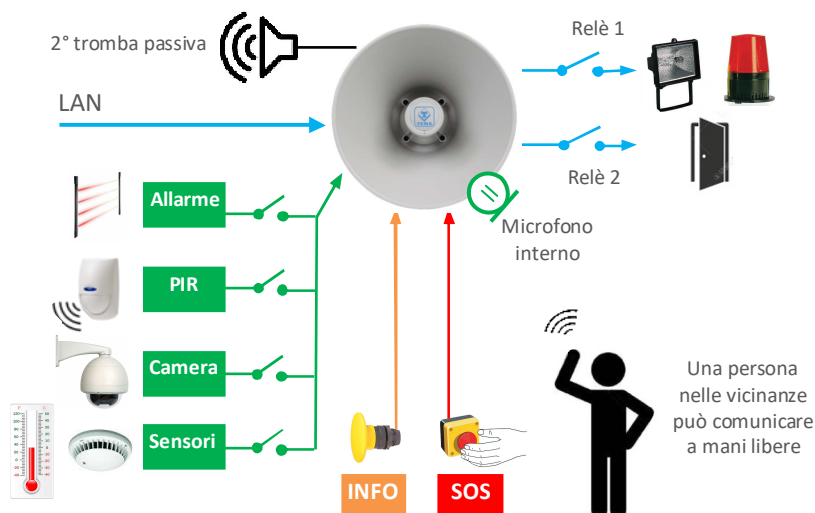 2° tromba passiva
Relè 1
LAN
Relè 2
Allarme
Microfono
interno
PIR
Camera
Una persona
nelle vicinanze
può comunicare
a mani libere
Sensori
INFO
SOS